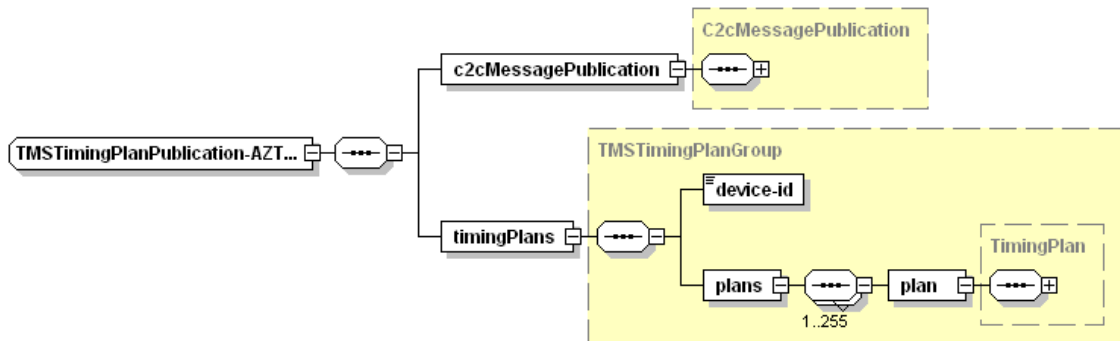 C2cMessagePublication
c2cMessagePublication
TMSTimingPlanPublication-AZT...
TMSTimingPlanGroup
device-id
timingPlans
TimingPlan
plans
plan
1..255